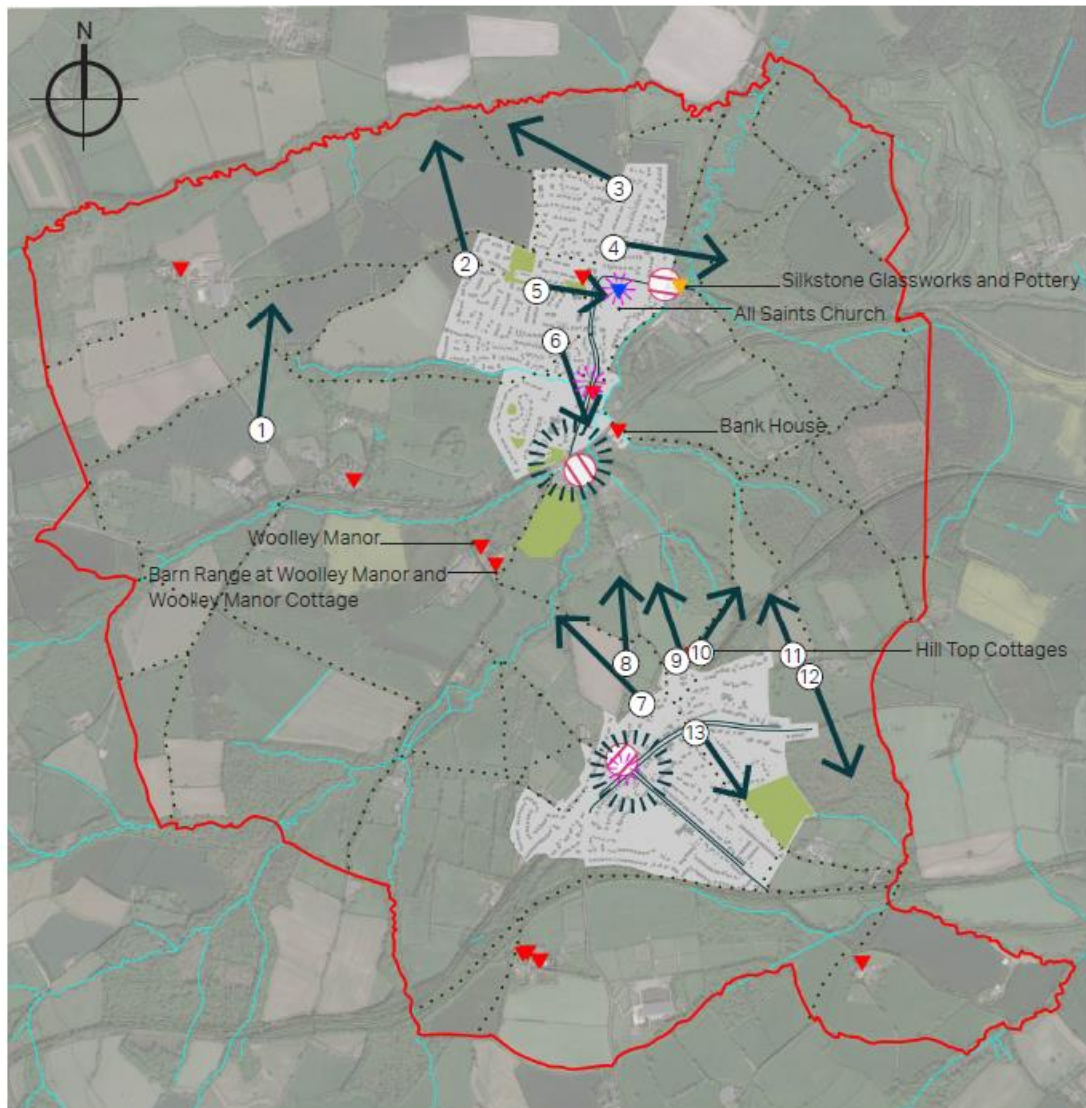 N
3
4
2
Silkstone Glassworks and Pottery
5
All Saints Church
6
1
Bank House
Woolley Manor
Barn Range at Woolley Manor and
Woolley Manor Cottage
8
9
10
11
Hill Top Cottages
12
7
13